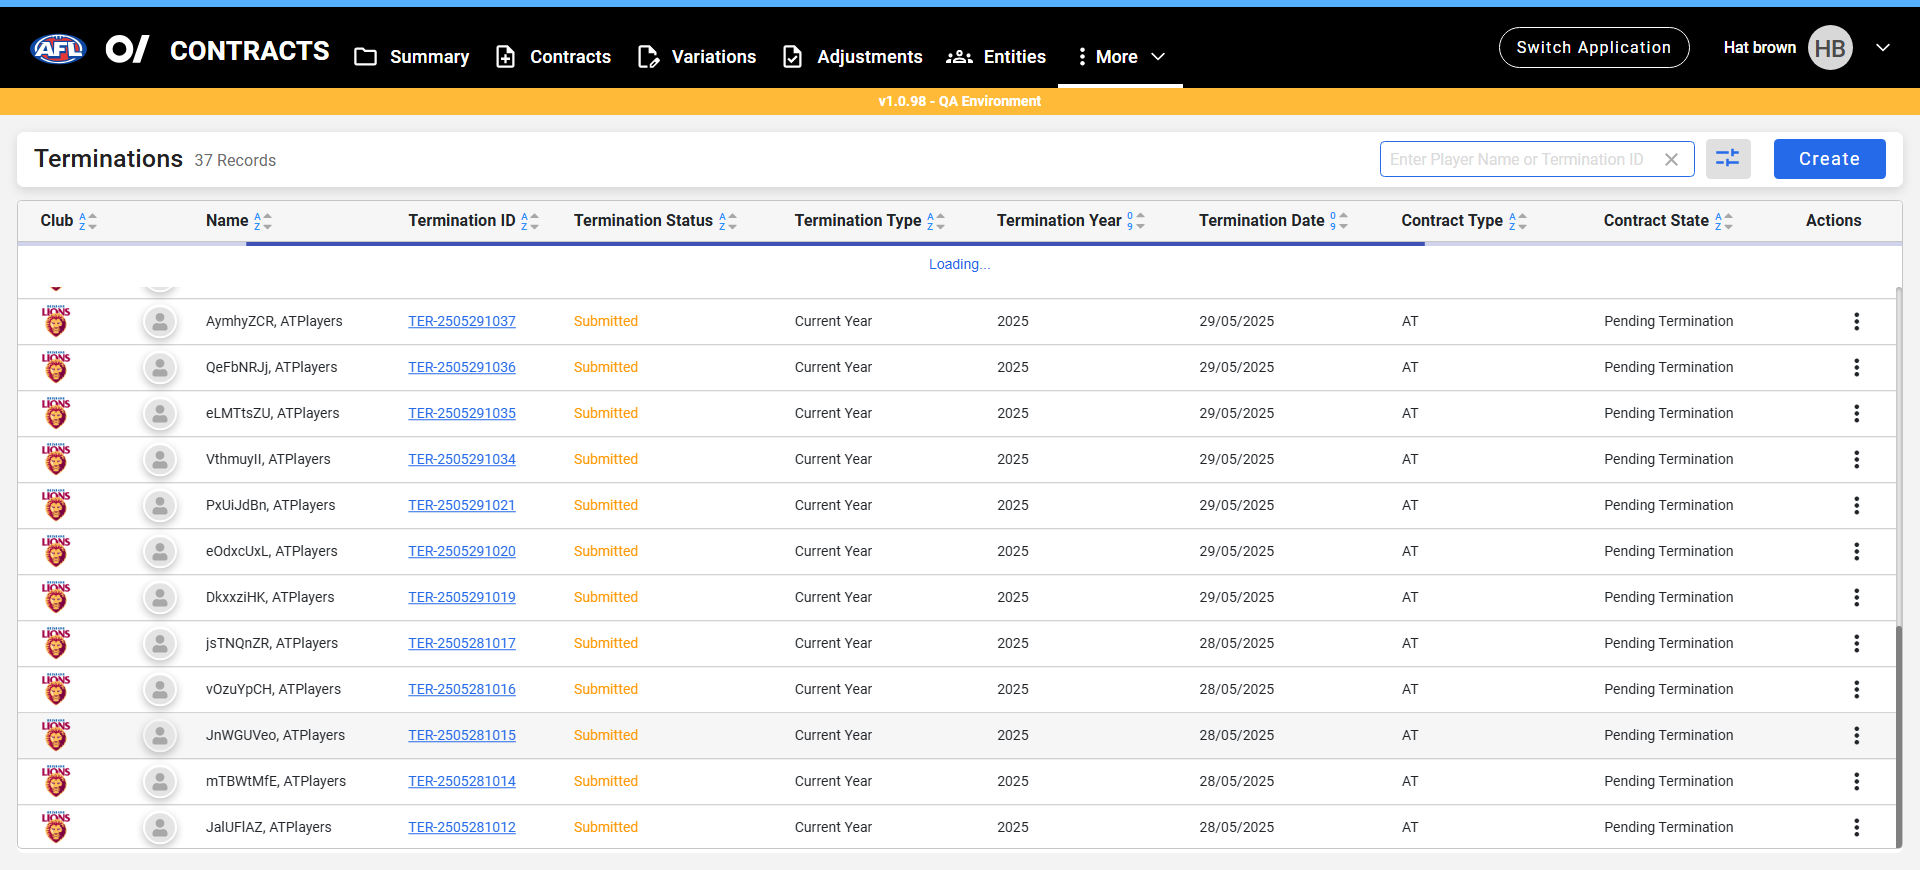 AFL CONTRACTS Summary Contracts Variations Adjustments Entities More Switch Application Hat brown HB
v1.0.98 - QA Environment
Terminations 37 Records Enter Player Name or Termination ID Create
Club Name Termination ID Termination Status Termination Type Termination Year Termination Date Contract Type Contract State Actions
Loading...
LIONS AymhyZCR, ATPlayers TER-2505291037 Submitted Current Year 2025 29/05/2025 AT Pending Termination
LIONS QeFbNRJj, ATPlayers TER-2505291036 Submitted Current Year 2025 29/05/2025 AT Pending Termination
LIONS eLMTtsZU, ATPlayers TER-2505291035 Submitted Current Year 2025 29/05/2025 AT Pending Termination
LIONS VthmuyII, ATPlayers TER-2505291034 Submitted Current Year 2025 29/05/2025 AT Pending Termination
LIONS PxUiJdBn, ATPlayers TER-2505291021 Submitted Current Year 2025 29/05/2025 AT Pending Termination
LIONS eOdxcUxL, ATPlayers TER-2505291020 Submitted Current Year 2025 29/05/2025 AT Pending Termination
LIONS DkxxziHK, ATPlayers TER-2505291019 Submitted Current Year 2025 29/05/2025 AT Pending Termination
LIONS jsTNQnZR, ATPlayers TER-2505281017 Submitted Current Year 2025 28/05/2025 AT Pending Termination
LIONS vOzuYpCH, ATPlayers TER-2505281016 Submitted Current Year 2025 28/05/2025 AT Pending Termination
LIONS JnWGUVeo, ATPlayers TER-2505281015 Submitted Current Year 2025 28/05/2025 AT Pending Termination
LIONS mTBWtMfE, ATPlayers TER-2505281014 Submitted Current Year 2025 28/05/2025 AT Pending Termination
LIONS JalUFlAZ, ATPlayers TER-2505281012 Submitted Current Year 2025 28/05/2025 AT Pending Termination